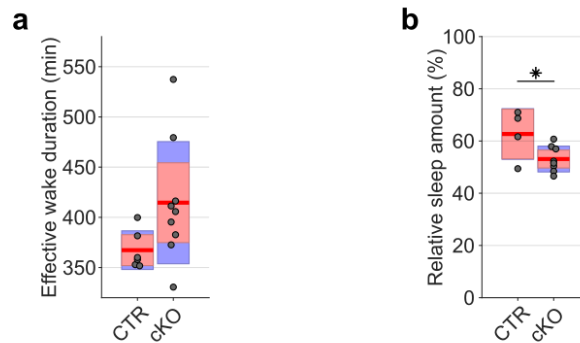 a
Effective wake duration (min)
550
500
450
400
350
CTR
cKO
b
Relative sleep amount (%)
100
80
60
40
20
0
*
CTR
cKO